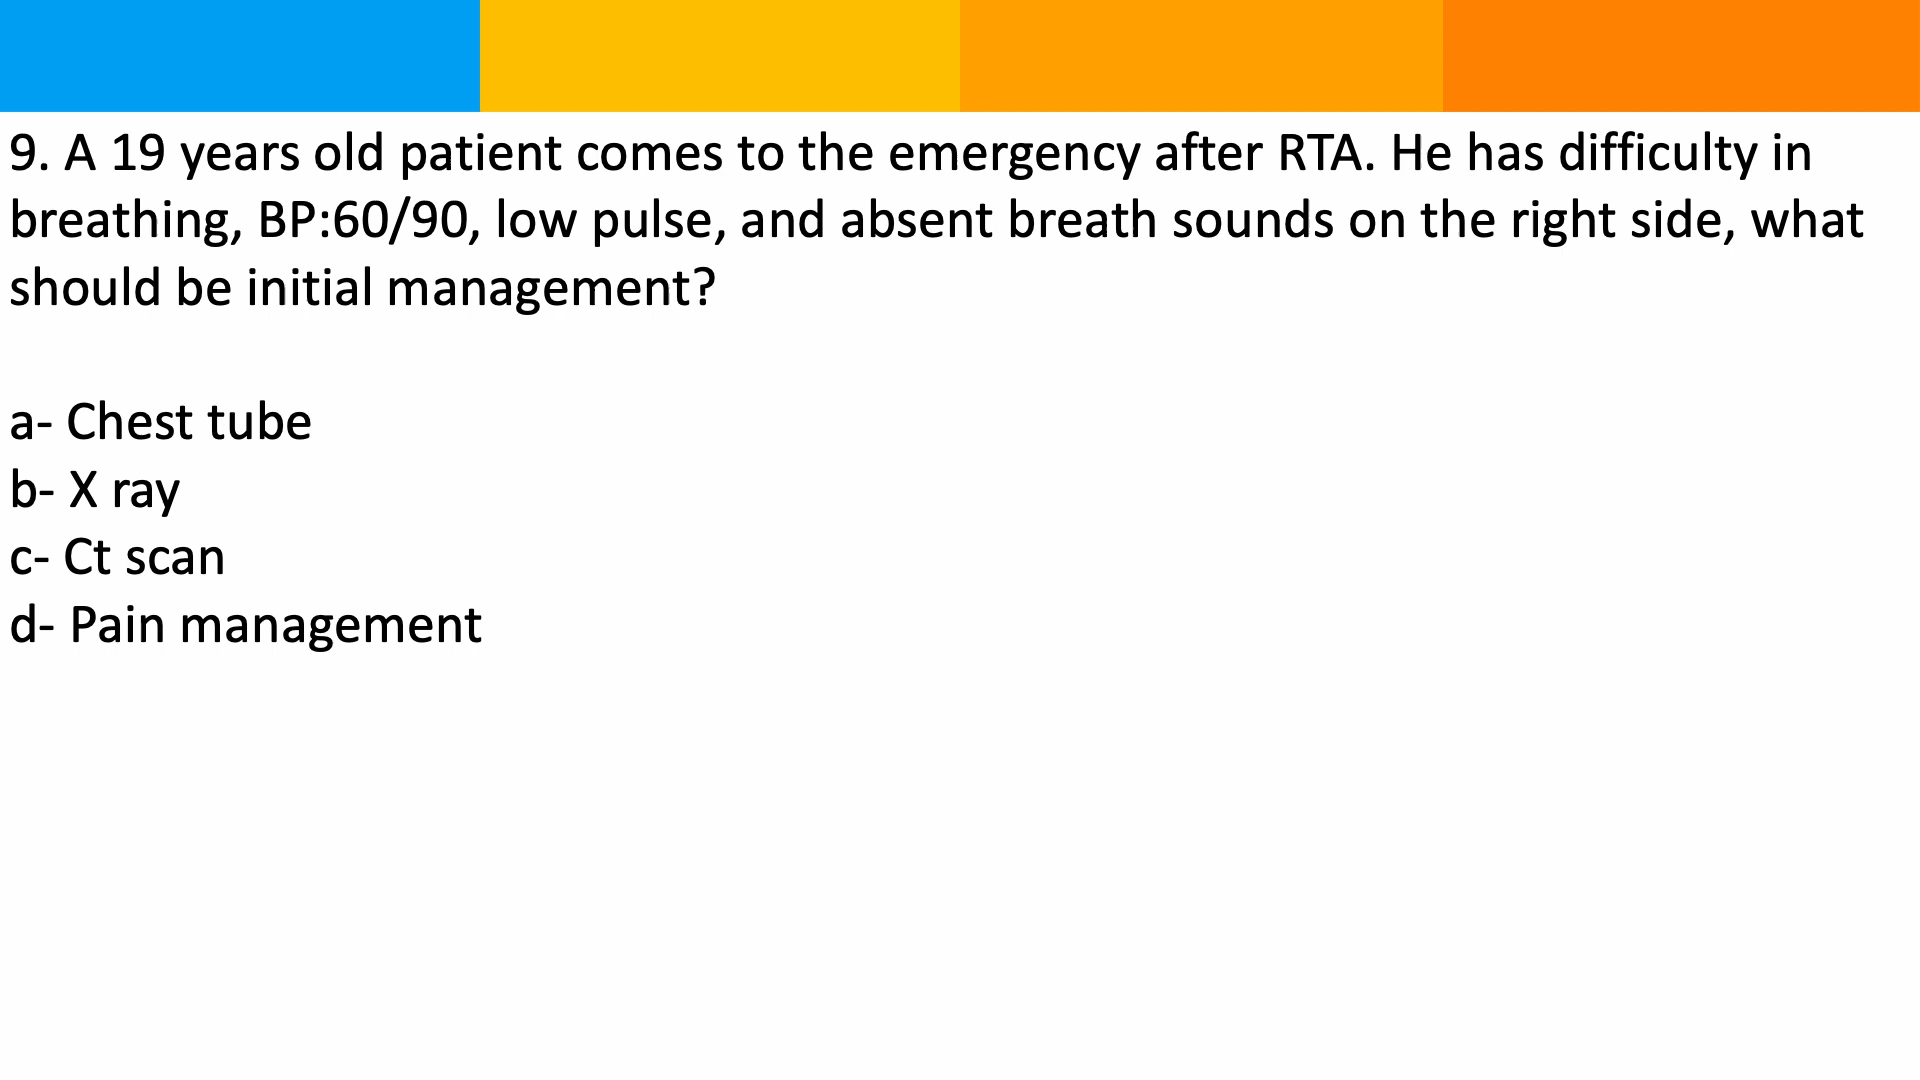 9. A 19 years old patient comes to the emergency after RTA. He has difficulty in
breathing, BP:60/90, low pulse, and absent breath sounds on the right side, what
should be initial management?
a- Chest tube
b- X ray
c- Ct scan
d- Pain management